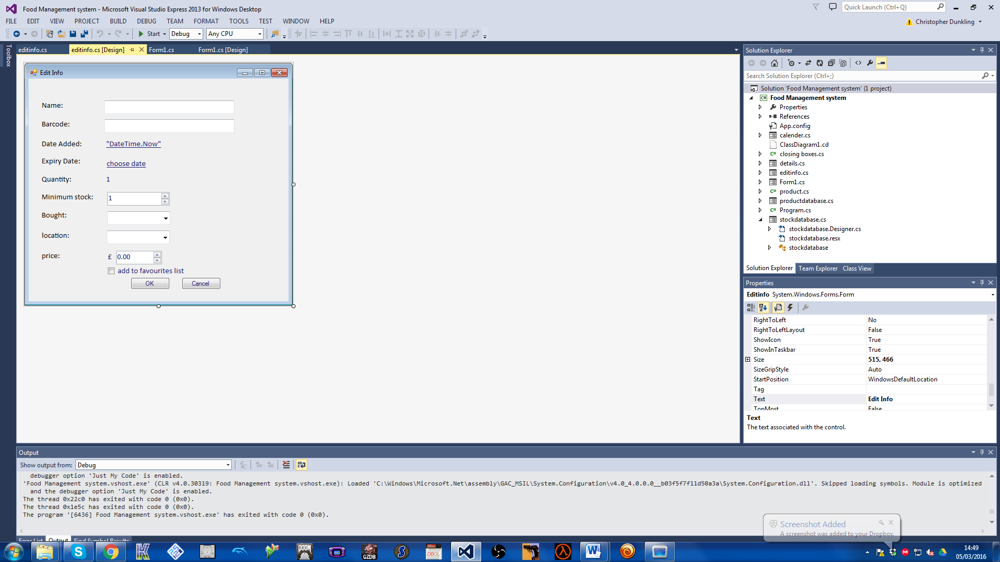 Food Management system - Microsoft Visual Studio Express 2013 for Windows Desktop
Quick Launch (Ctrl+Q)
FILE EDIT VIEW PROJECT BUILD DEBUG TEAM FORMAT TOOLS TEST WINDOW HELP
Christopher Dunkling
Start Debug Any CPU
Toolbox
editinfo.cs editinfo.cs [Design] Form1.cs Form1.cs [Design]
Edit Info
Name:
Barcode:
Date Added: "DateTime.Now"
Expiry Date: choose date
Quantity: 1
Minimum stock: 1
Bought:
location:
price: £ 0.00
add to favourites list
OK Cancel
Solution Explorer
Search Solution Explorer (Ctrl+;)
Solution 'Food Management system' (1 project)
C# Food Management system
Properties
References
App.config
calender.cs
ClassDiagram1.cd
C# closing boxes.cs
details.cs
editinfo.cs
Form1.cs
C# product.cs
productdatabase.cs
C# Program.cs
stockdatabase.cs
stockdatabase.Designer.cs
stockdatabase.resx
stockdatabase
Solution Explorer Team Explorer Class View
Properties
Editinfo System.Windows.Forms.Form
RightToLeft No
RightToLeftLayout False
ShowIcon True
ShowInTaskbar True
Size 515, 466
SizeGripStyle Auto
StartPosition WindowsDefaultLocation
Tag
Text Edit Info
TopMost False
Text
The text associated with the control.
Output
Show output from: Debug
debugger option 'Just My Code' is enabled.
'Food Management system.vshost.exe' (CLR v4.0.30319: Food Management system.vshost.exe): Loaded 'C:\Windows\Microsoft.Net\assembly\GAC_MSIL\System.Configuration\v4.0_4.0.0.0__b03f5f7f11d50a3a\System.Configuration.dll'. Skipped loading symbols. Module is optimized
and the debugger option 'Just My Code' is enabled.
The thread 0x22c0 has exited with code 0 (0x0).
The thread 0x1e5c has exited with code 0 (0x0).
The program '[6436] Food Management system.vshost.exe' has exited with code 0 (0x0).
Screenshot Added
A screenshot was added to your Dropbox.
Error List Output Find Symbol Results
DOOM
GZDB
DBGL
14:49
05/03/2016